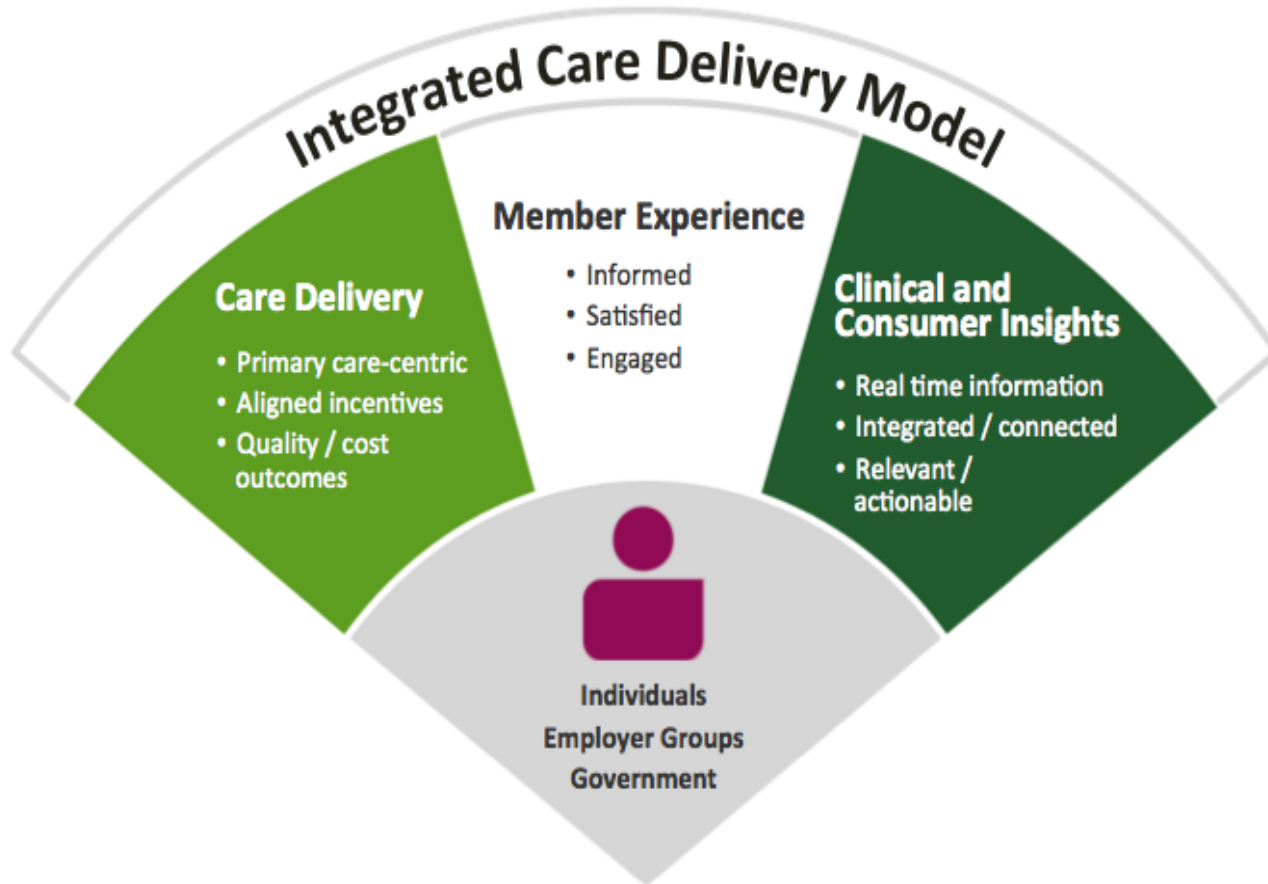 Integrated Care Delivery Model
Care Delivery
• Primary care-centric
• Aligned incentives
• Quality / cost
outcomes
Member Experience
• Informed
• Satisfied
• Engaged
Clinical and
Consumer Insights
• Real time information
• Integrated / connected
• Relevant /
actionable
Individuals
Employer Groups
Government